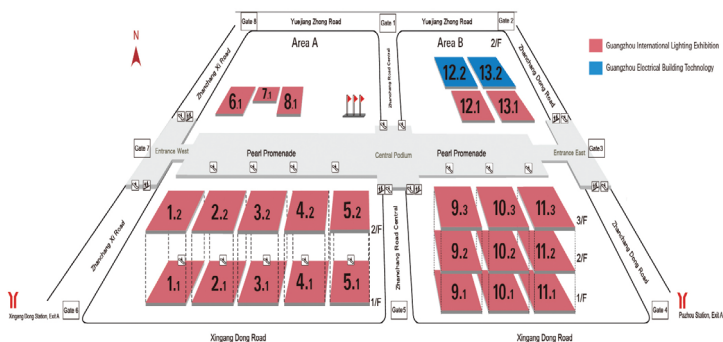 Gate 8
Yuejiang Zhong Road
Gate 1
Yuejiang Zhong Road
Gate 2
N
Area A
Area B
2/F
Guangzhou International Lighting Exhibition
Guangzhou Electrical Building Technology
Zhanchang Xi Road
Zhanchang Road Central
Zhanchang Dong Road
12.2
13.2
6.1
7.1
8.1
12.1
13.1
Gate 7
Entrance West
Pearl Promenade
Central Podium
Pearl Promenade
Entrance East
Gate3
1.2
2.2
3.2
4.2
5.2
2/F
9.3
10.3
11.3
3/F
Zhanchang Xi Road
Zhanchang Road Central
Zhanchang Dong Road
9.2
10.2
11.2
2/F
1.1
2.1
3.1
4.1
5.1
1/F
9.1
10.1
11.1
1/F
Xingang Dong Station, Exit A
Gate 6
Gate5
Gate 4
Pazhou Station, Exit A
Xingang Dong Road
Xingang Dong Road